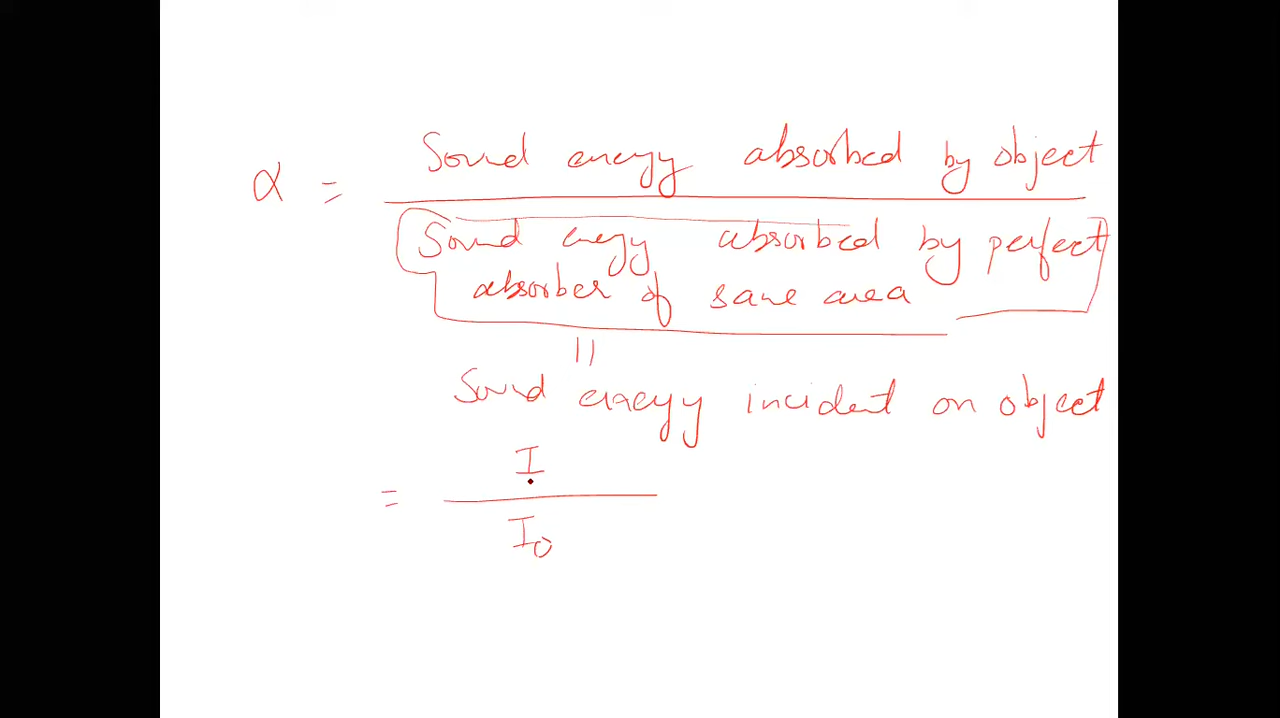 Sound energy absorbed by object
α =
Sound energy absorbed by perfect
absorber of same area
||
Sound energy incident on object
I
=
I₀